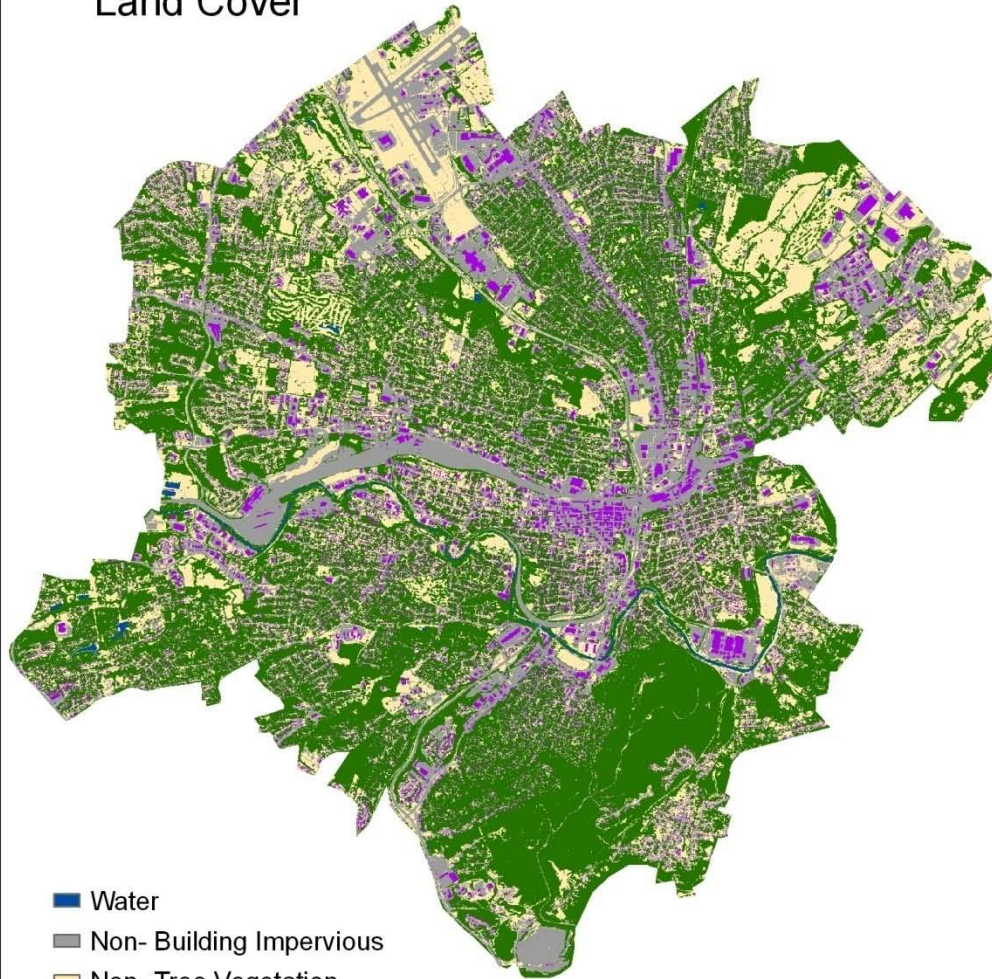 Land Cover
Water
Non- Building Impervious
Non- Tree Vegetation